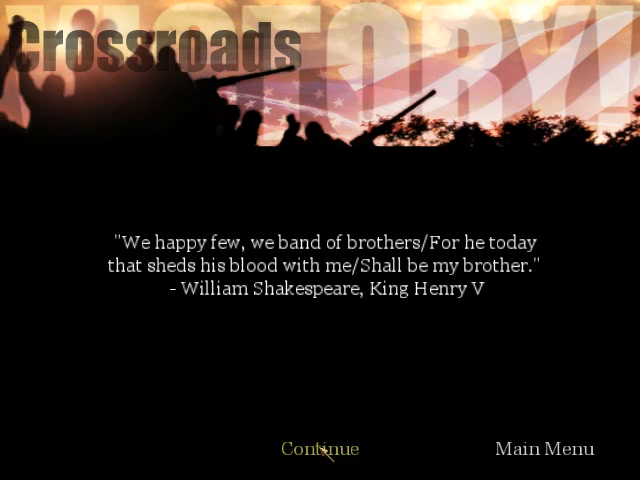 VICTORY!
Crossroads
"We happy few, we band of brothers/For he today
that sheds his blood with me/Shall be my brother."
- William Shakespeare, King Henry V
Continue
Main Menu